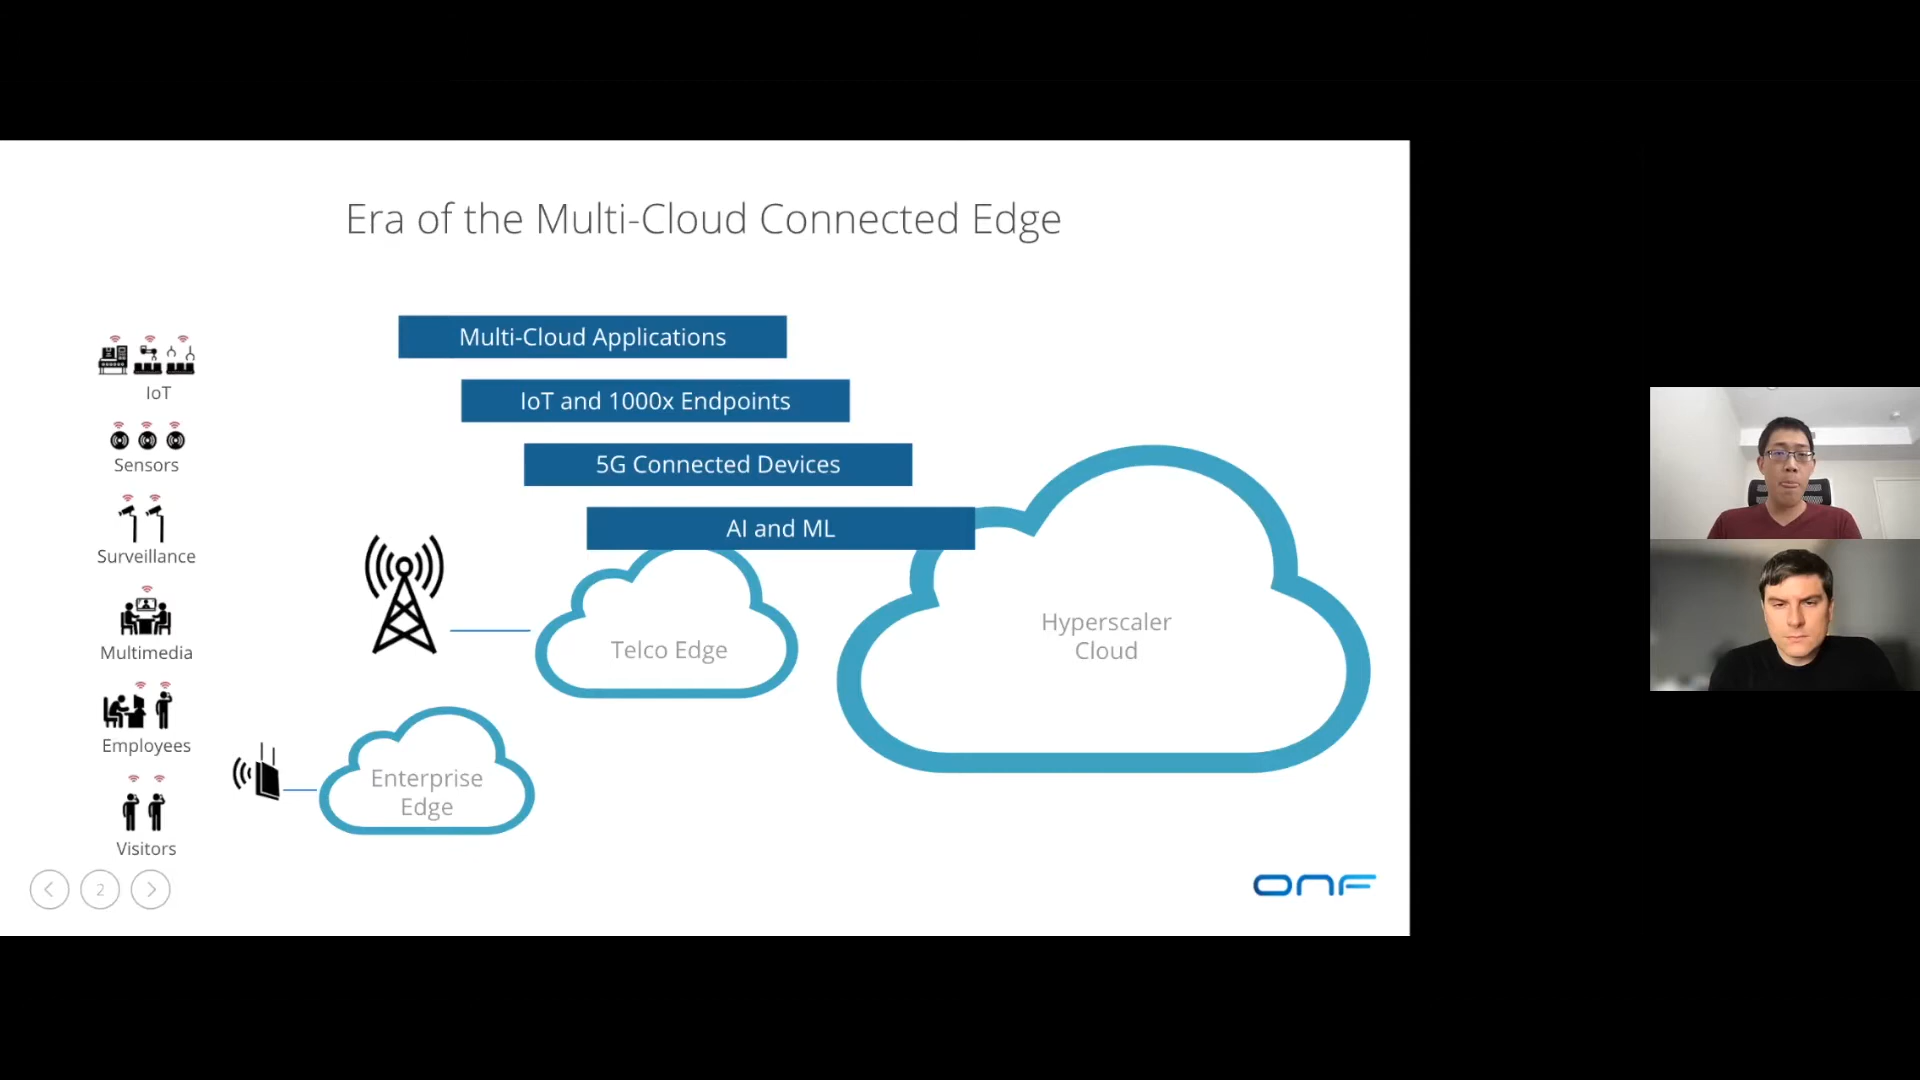 Era of the Multi-Cloud Connected Edge
Multi-Cloud Applications
IoT and 1000x Endpoints
5G Connected Devices
AI and ML
IoT
Sensors
Surveillance
Multimedia
Employees
Visitors
Telco Edge
Enterprise
Edge
Hyperscaler
Cloud
2
ONF